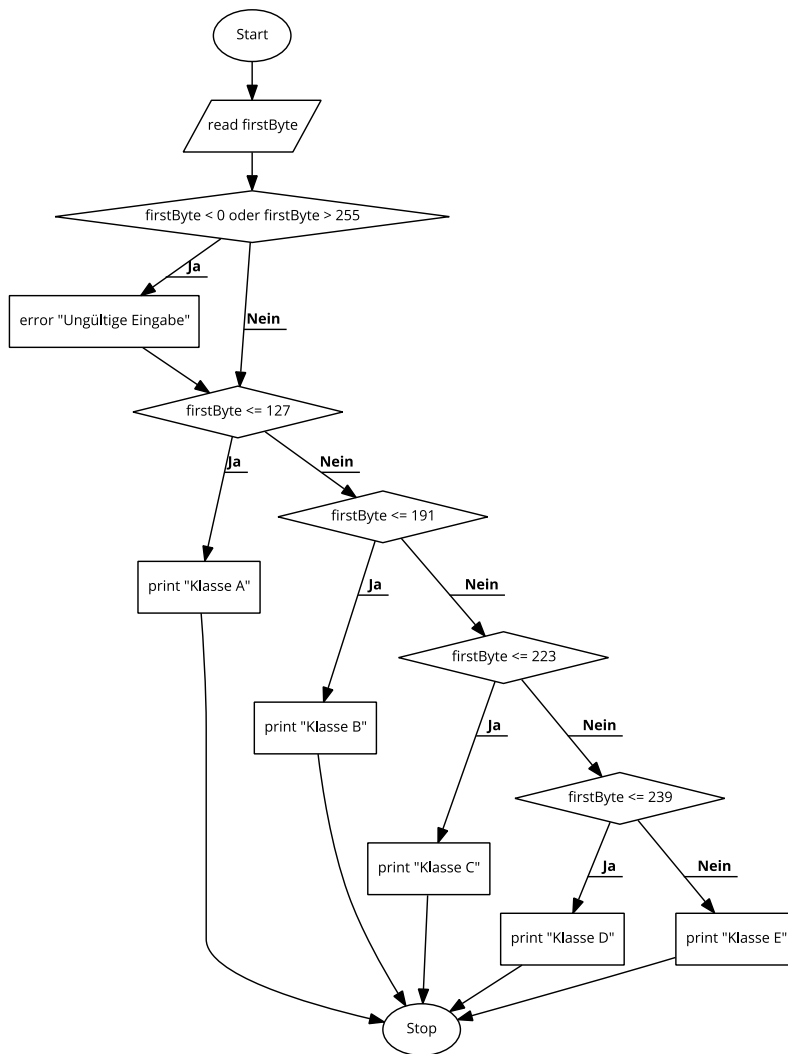 Start
read firstByte
firstByte < 0 oder firstByte > 255
Ja
Nein
error "Ungültige Eingabe"
firstByte <= 127
Ja
Nein
firstByte <= 191
print "Klasse A"
Ja
Nein
firstByte <= 223
print "Klasse B"
Ja
Nein
firstByte <= 239
print "Klasse C"
Ja
Nein
print "Klasse D"
print "Klasse E"
Stop